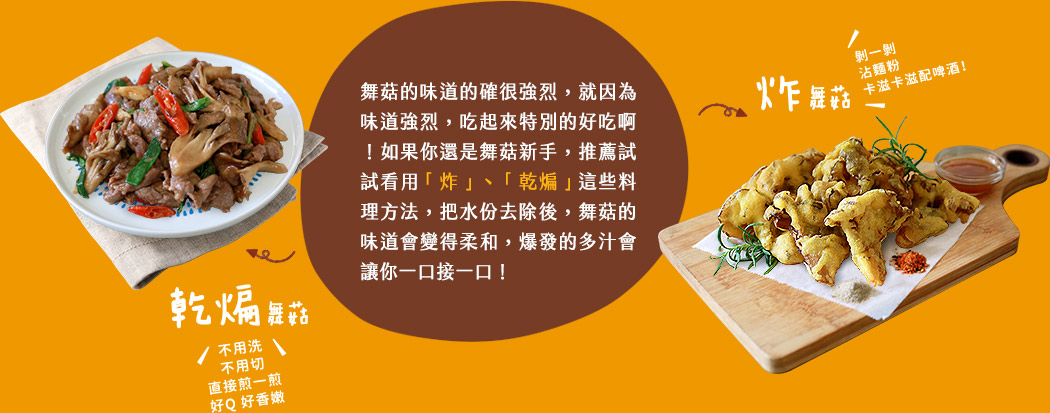 舞菇的味道的確很強烈，就因為
味道強烈，吃起來特別的好吃啊
！如果你還是舞菇新手，推薦試
試看用「炸」、「乾煸」這些料
理方法，把水份去除後，舞菇的
味道會變得柔和，爆發的多汁會
讓你一口接一口！
乾煸舞菇
不用洗
不用切
直接煎一煎
好Q 好香嫩
炸舞菇
剝一剝
沾麵粉
卡滋卡滋配啤酒!